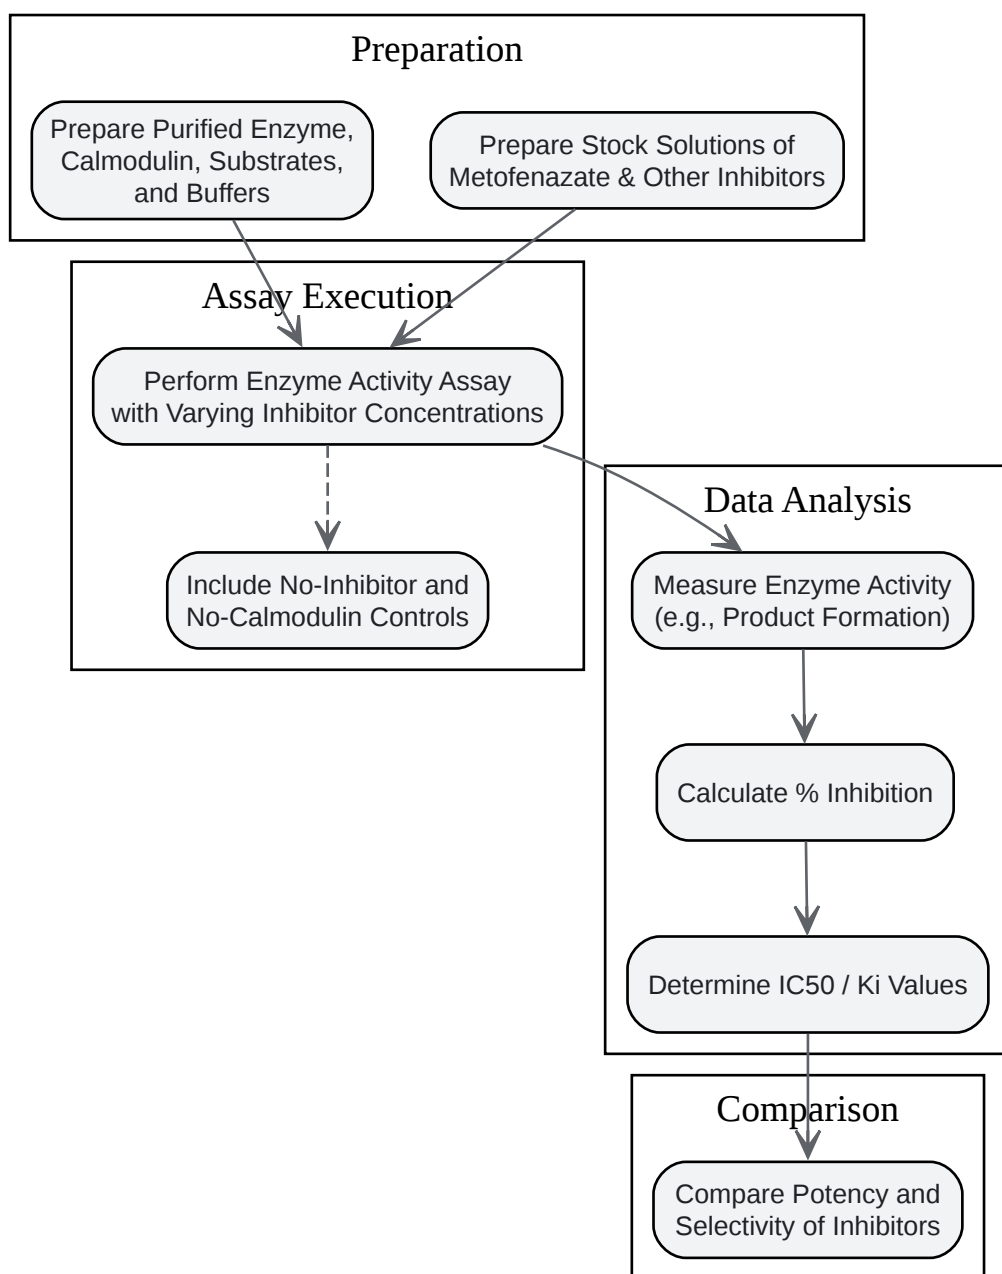 Preparation
Prepare Purified Enzyme,
Calmodulin, Substrates,
and Buffers
Prepare Stock Solutions of
Metofenazate & Other Inhibitors
Assay Execution
Perform Enzyme Activity Assay
with Varying Inhibitor Concentrations
Include No-Inhibitor and
No-Calmodulin Controls
Data Analysis
Measure Enzyme Activity
(e.g., Product Formation)
Calculate % Inhibition
Determine IC50 / Ki Values
Comparison
Compare Potency and
Selectivity of Inhibitors